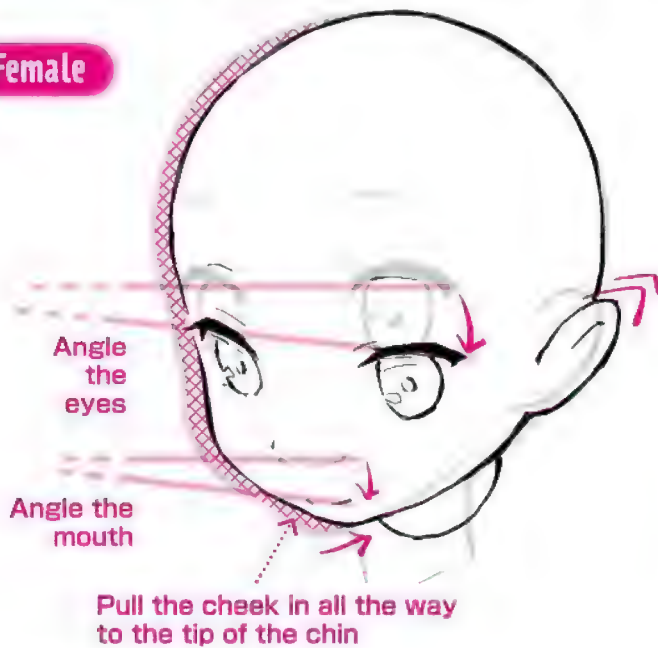 Female
Angle
the
eyes
Angle the
mouth
Pull the cheek in all the way
to the tip of the chin